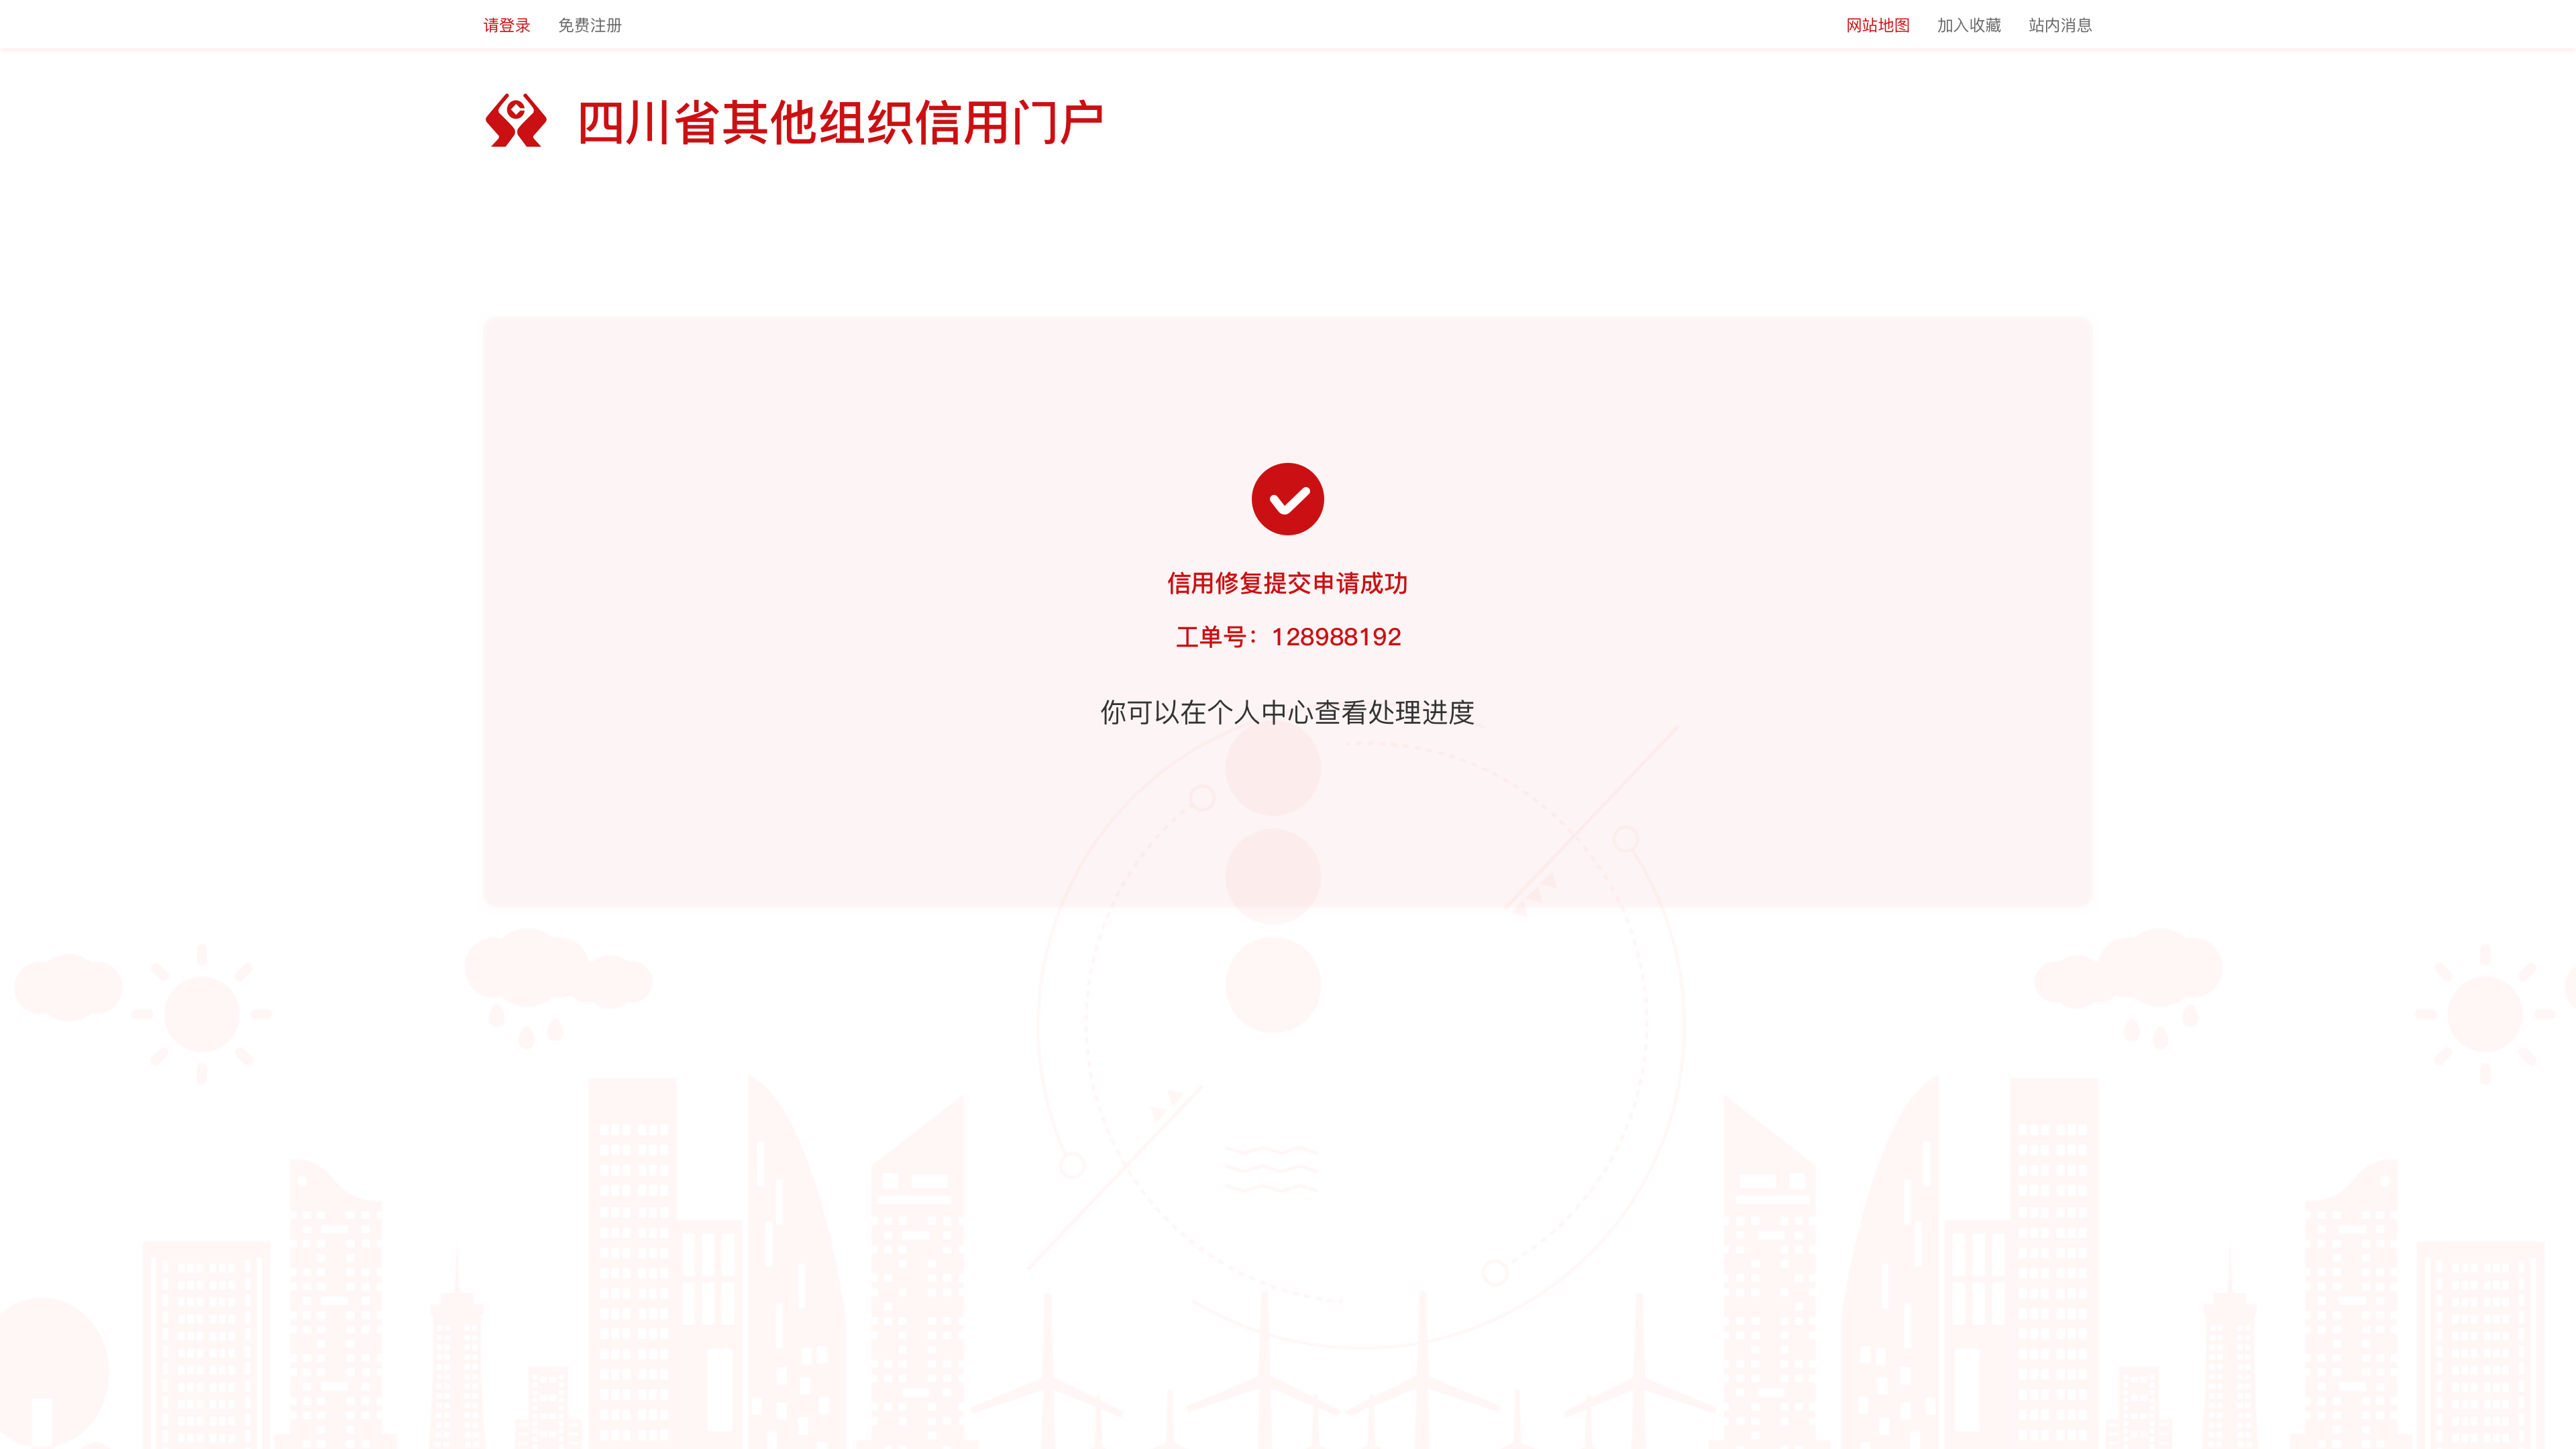 请登录 免费注册 网站地图 加入收藏 站内消息
四川省其他组织信用门户
信用修复提交申请成功
工单号：128988192
你可以在个人中心查看处理进度